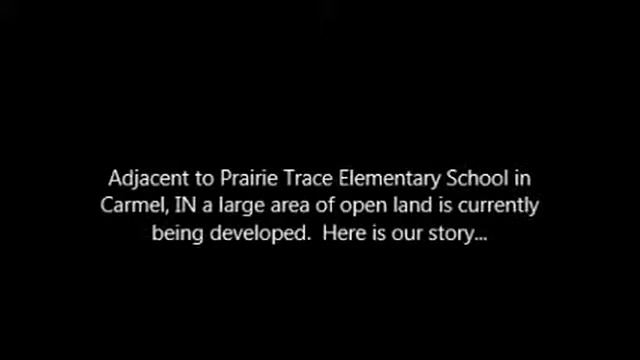 Adjacent to Prairie Trace Elementary School in
Carmel, IN a large area of open land is currently
being developed.  Here is our story...